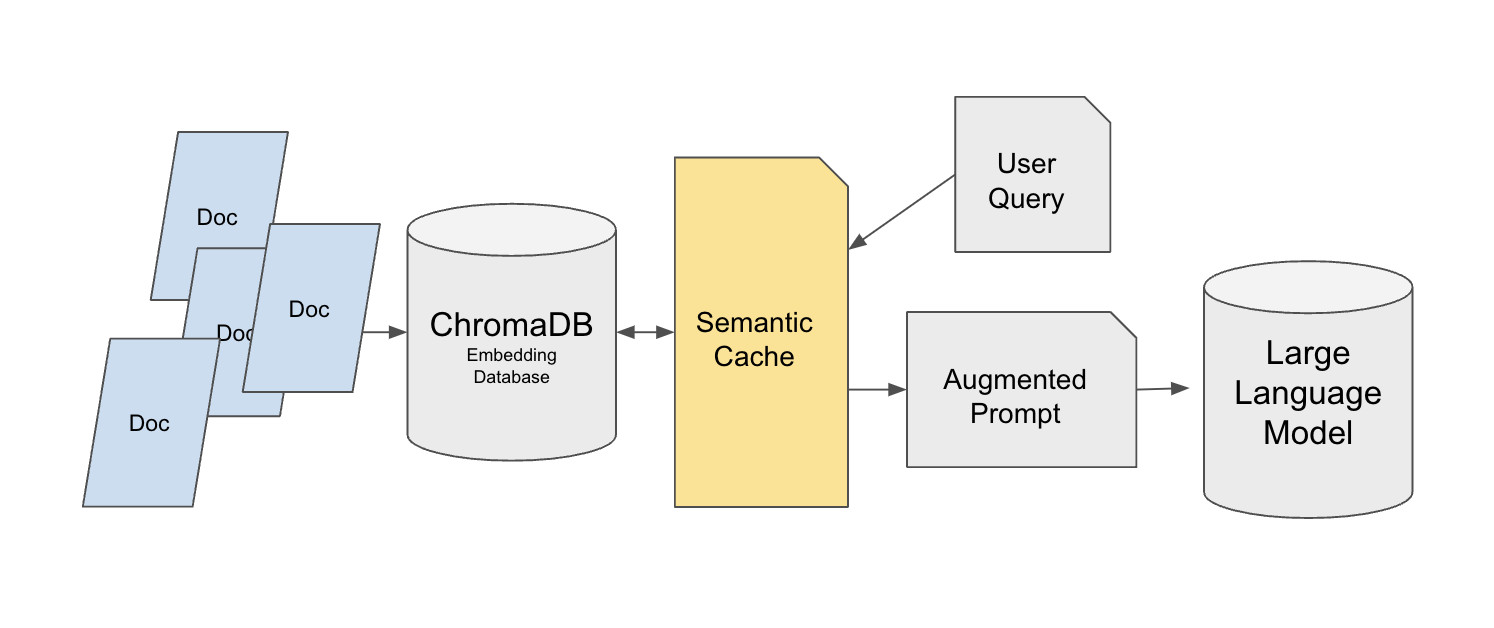 Doc
Doc
Doc
Doc
ChromaDB
Embedding
Database
Semantic
Cache
User
Query
Augmented
Prompt
Large
Language
Model